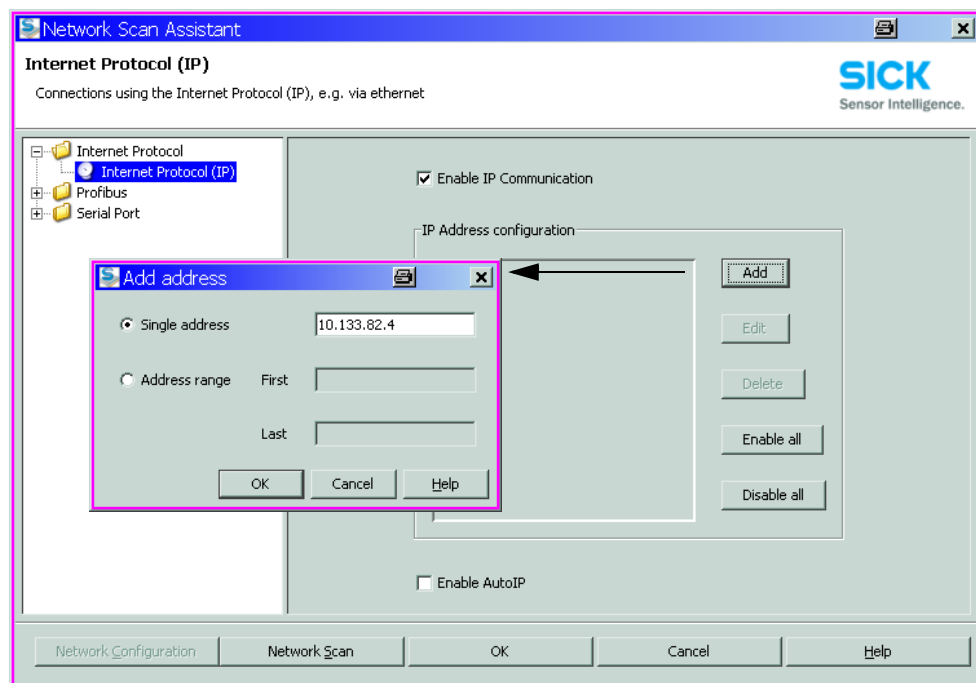 Network Scan Assistant
Internet Protocol (IP)
Connections using the Internet Protocol (IP), e.g. via ethernet
SICK
Sensor Intelligence.
Internet Protocol
Internet Protocol (IP)
Profibus
Serial Port
Enable IP Communication
IP Address configuration
Add
Edit
Delete
Enable all
Disable all
Add address
Single address 10.133.82.4
Address range First
Last
OK Cancel Help
Enable AutoIP
Network Configuration Network Scan OK Cancel Help